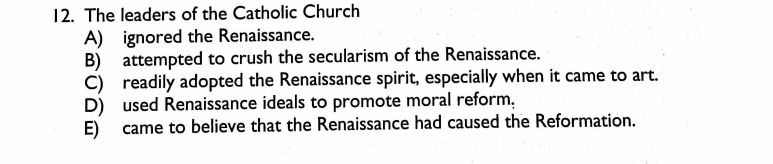 12. The leaders of the Catholic Church
A) ignored the Renaissance.
B) attempted to crush the secularism of the Renaissance.
C) readily adopted the Renaissance spirit, especially when it came to art.
D) used Renaissance ideals to promote moral reform.
E) came to believe that the Renaissance had caused the Reformation.